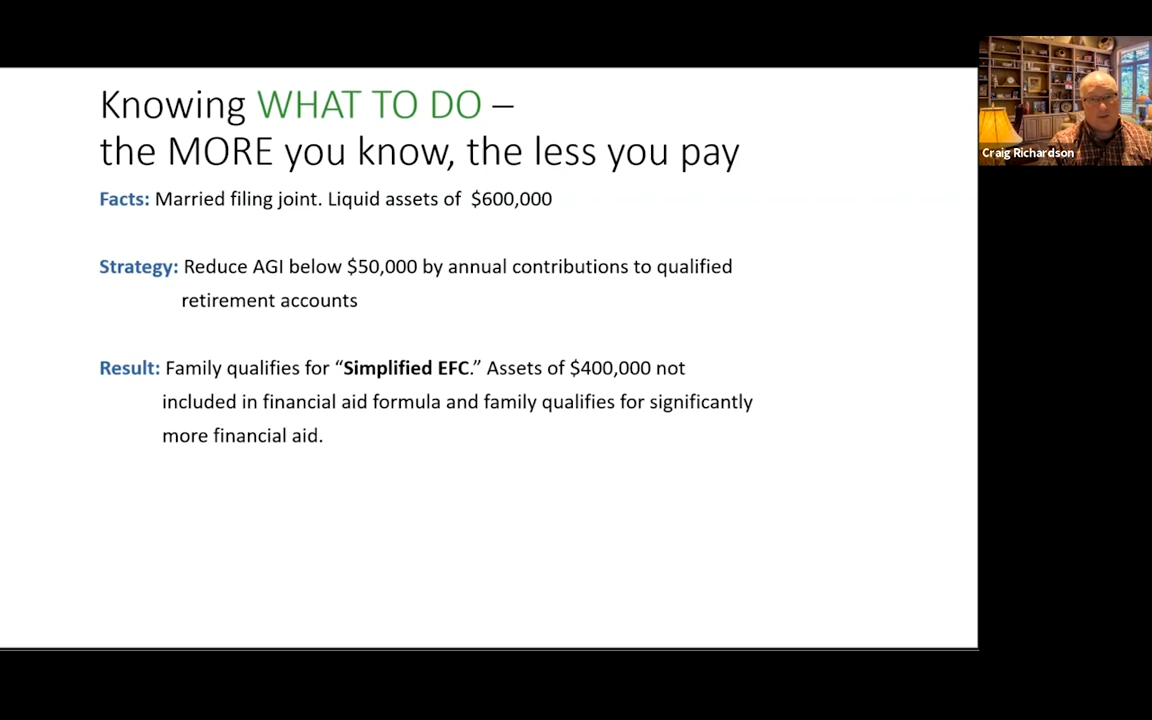 Knowing WHAT TO DO –
the MORE you know, the less you pay
Facts: Married filing joint. Liquid assets of $600,000
Strategy: Reduce AGI below $50,000 by annual contributions to qualified
retirement accounts
Result: Family qualifies for “Simplified EFC.” Assets of $400,000 not
included in financial aid formula and family qualifies for significantly
more financial aid.
Craig Richardson